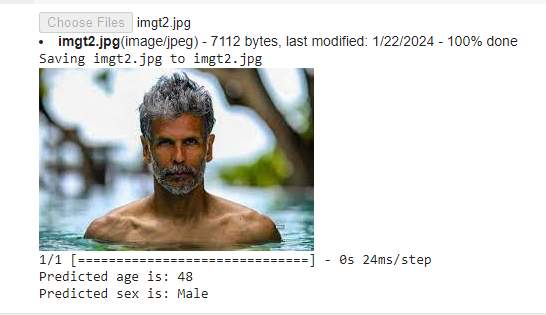 Choose Files imgt2.jpg
• imgt2.jpg(image/jpeg) - 7112 bytes, last modified: 1/22/2024 - 100% done
Saving imgt2.jpg to imgt2.jpg
1/1 [==============================] - 0s 24ms/step
Predicted age is: 48
Predicted sex is: Male